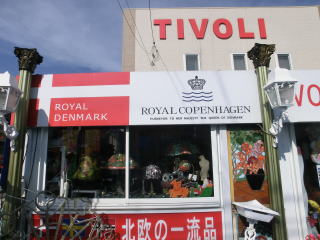 TIVOLI
ROYAL
DENMARK
ROYAL COPENHAGEN
PURVEYOR TO HER MAJESTY THE QUEEN OF DENMARK
TIVO
北欧の一流品